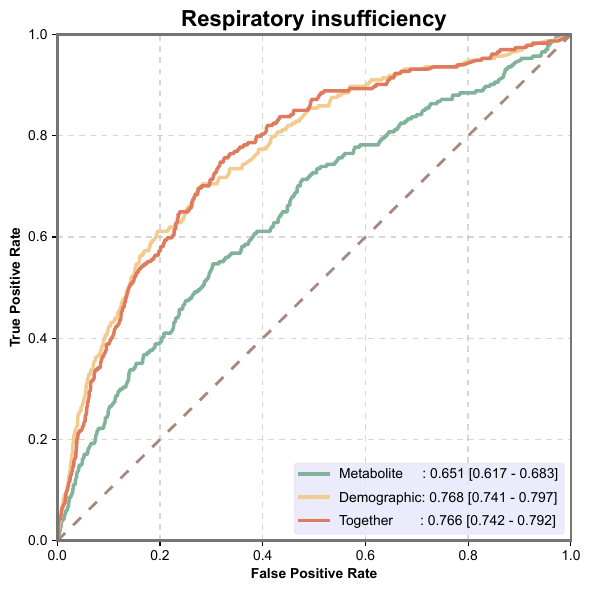 Respiratory insufficiency
True Positive Rate
1.0
0.8
0.6
0.4
0.2
0.0
Metabolite : 0.651 [0.617 - 0.683]
Demographic: 0.768 [0.741 - 0.797]
Together : 0.766 [0.742 - 0.792]
0.0 0.2 0.4 0.6 0.8 1.0
False Positive Rate